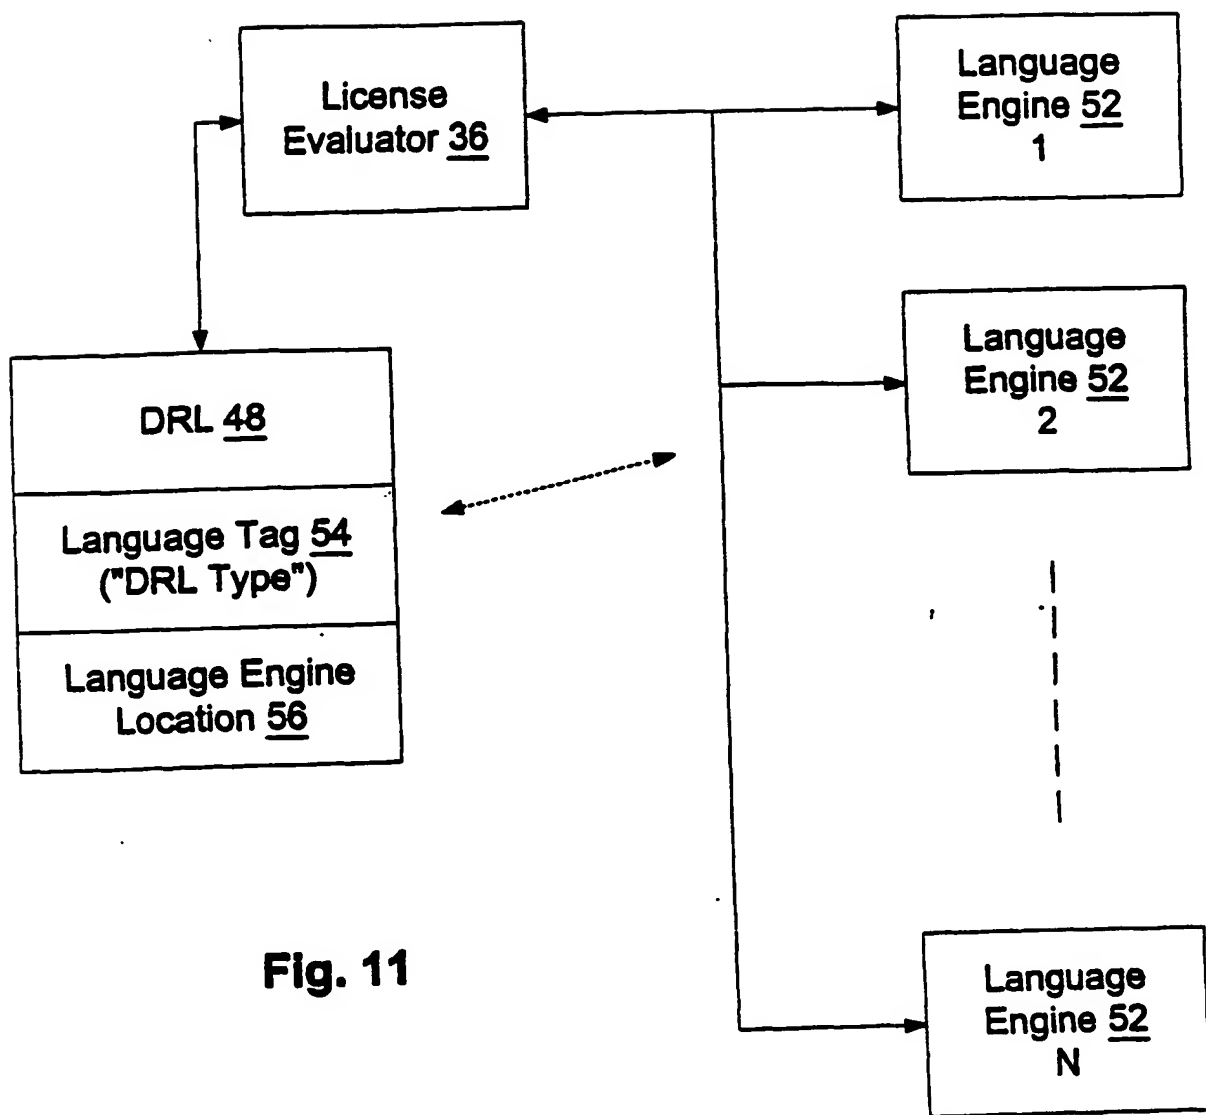 License
Evaluator 36
Language
Engine 52
1
Language
Engine 52
2
DRL 48
Language Tag 54
("DRL Type")
Language Engine
Location 56
Fig. 11
Language
Engine 52
N